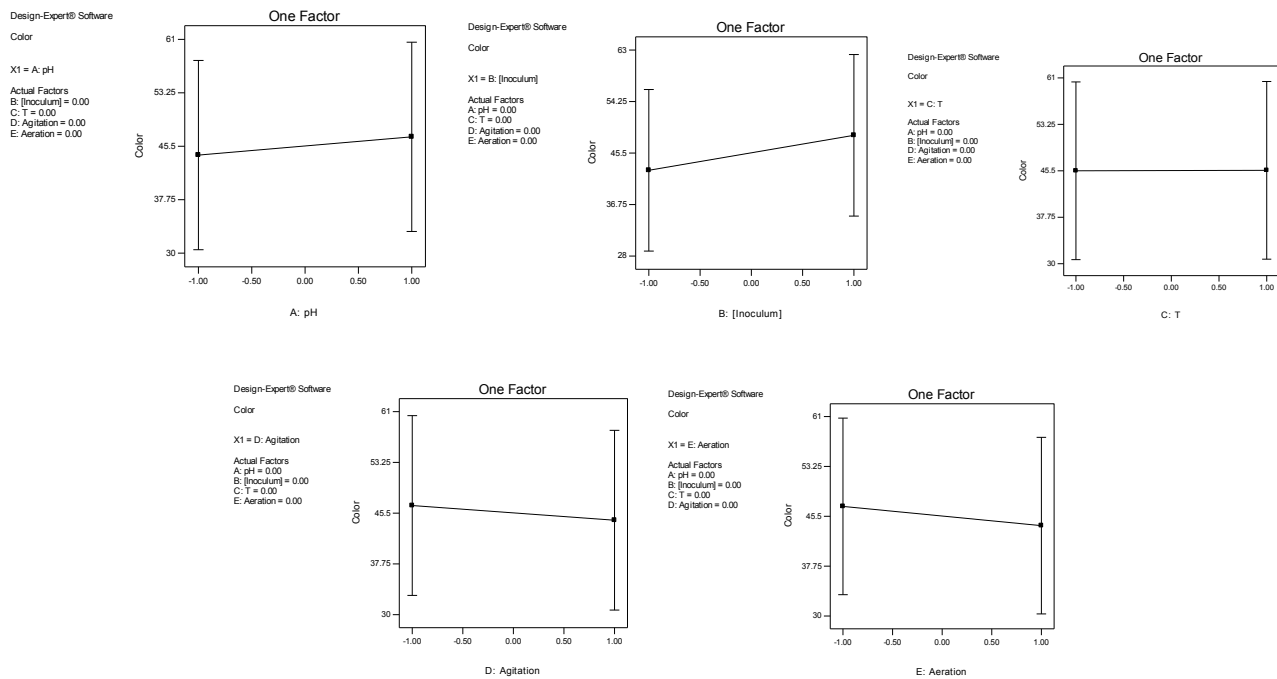 Design-Expert® Software
Color
X1 = A: pH
Actual Factors
B: [Inoculum] = 0.00
C: T = 0.00
D: Agitation = 0.00
E: Aeration = 0.00
One Factor
Color
61
53.25
45.5
37.75
30
-1.00 -0.50 0.00 0.50 1.00
A: pH
Design-Expert® Software
Color
X1 = B: [Inoculum]
Actual Factors
A: pH = 0.00
C: T = 0.00
D: Agitation = 0.00
E: Aeration = 0.00
One Factor
Color
63
54.25
45.5
36.75
28
-1.00 -0.50 0.00 0.50 1.00
B: [Inoculum]
Design-Expert® Software
Color
X1 = C: T
Actual Factors
A: pH = 0.00
B: [Inoculum] = 0.00
D: Agitation = 0.00
E: Aeration = 0.00
One Factor
Color
61
53.25
45.5
37.75
30
-1.00 -0.50 0.00 0.50 1.00
C: T
Design-Expert® Software
Color
X1 = D: Agitation
Actual Factors
A: pH = 0.00
B: [Inoculum] = 0.00
C: T = 0.00
E: Aeration = 0.00
One Factor
Color
61
53.25
45.5
37.75
30
-1.00 -0.50 0.00 0.50 1.00
D: Agitation
Design-Expert® Software
Color
X1 = E: Aeration
Actual Factors
A: pH = 0.00
B: [Inoculum] = 0.00
C: T = 0.00
D: Agitation = 0.00
One Factor
Color
61
53.25
45.5
37.75
30
-1.00 -0.50 0.00 0.50 1.00
E: Aeration